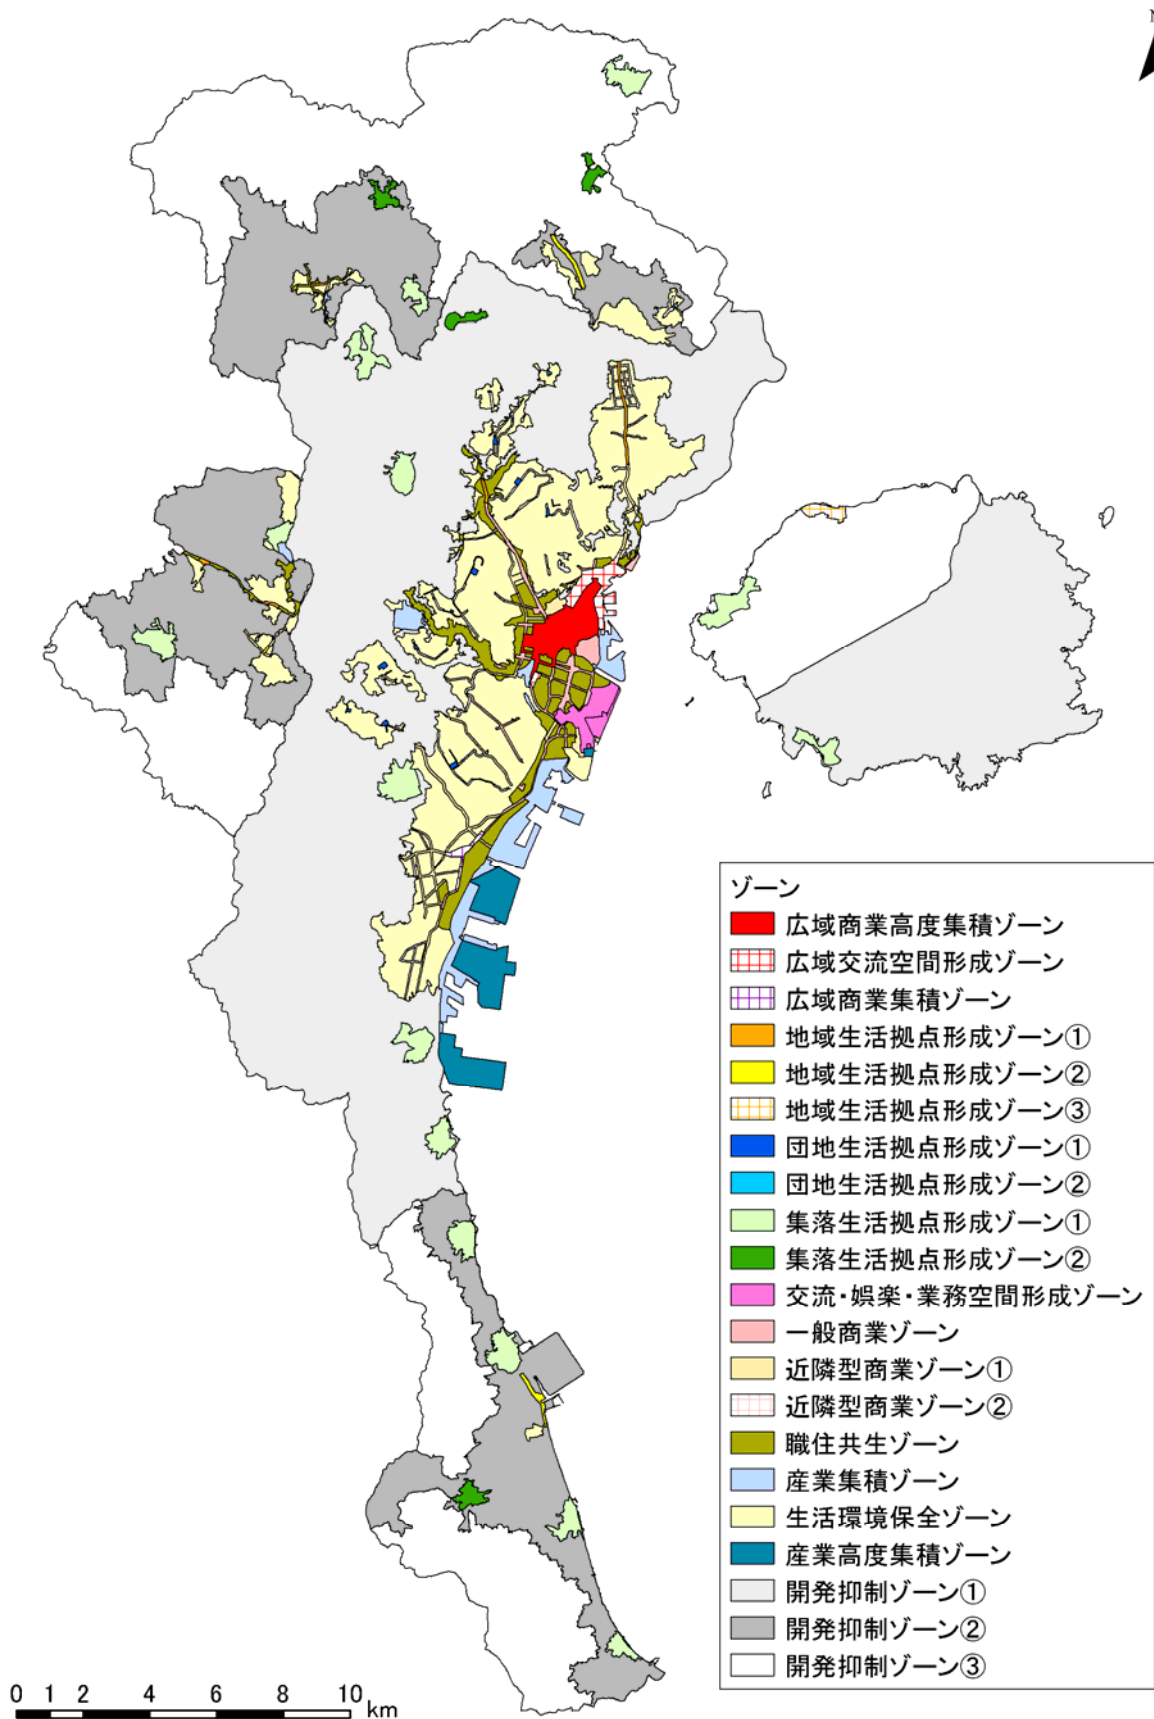 N
ゾーン
広域商業高度集積ゾーン
広域交流空間形成ゾーン
広域商業集積ゾーン
地域生活拠点形成ゾーン①
地域生活拠点形成ゾーン②
地域生活拠点形成ゾーン③
団地生活拠点形成ゾーン①
団地生活拠点形成ゾーン②
集落生活拠点形成ゾーン①
集落生活拠点形成ゾーン②
交流・娯楽・業務空間形成ゾーン
一般商業ゾーン
近隣型商業ゾーン①
近隣型商業ゾーン②
職住共生ゾーン
産業集積ゾーン
生活環境保全ゾーン
産業高度集積ゾーン
開発抑制ゾーン①
開発抑制ゾーン②
開発抑制ゾーン③
0 1 2 4 6 8 10 km